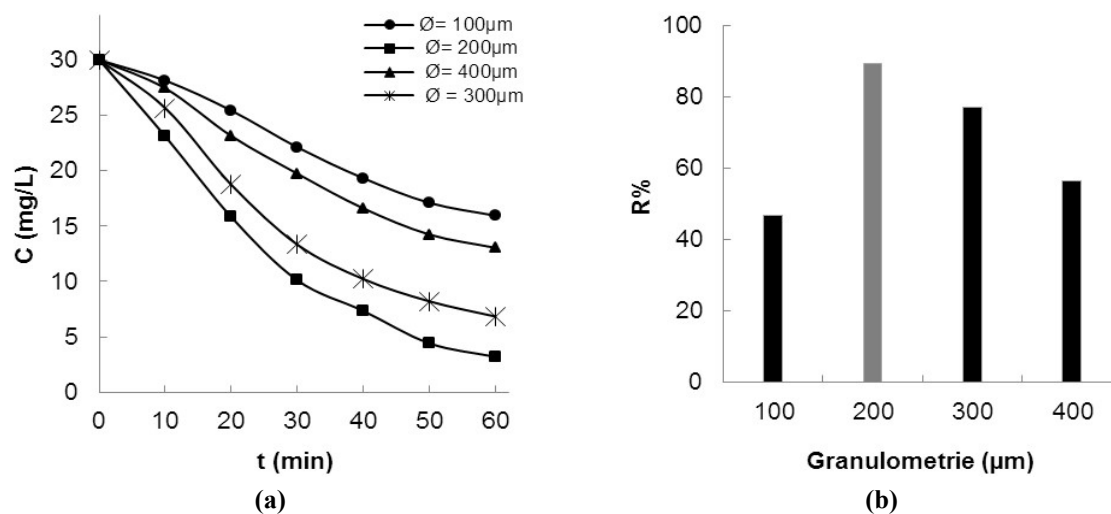 Ø= 100µm
Ø= 200µm
Ø= 400µm
Ø = 300µm
30
25
20
15
10
5
0
C (mg/L)
0 10 20 30 40 50 60
t (min)
(a)
100
80
60
40
20
0
R%
100 200 300 400
Granulometrie (µm)
(b)